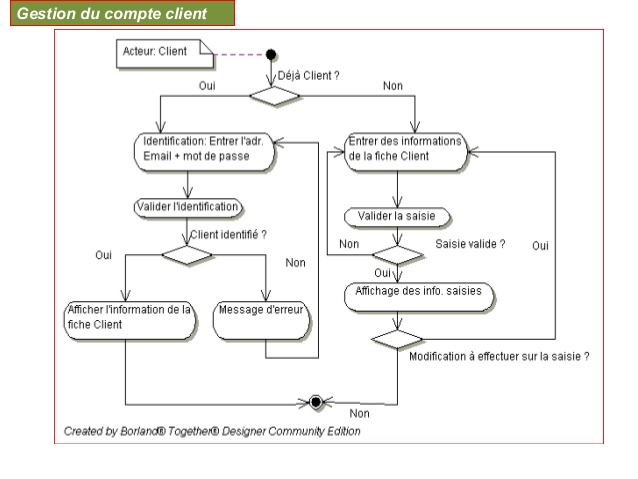 Gestion du compte client
Acteur: Client
Déjà Client ?
Oui
Non
Identification: Entrer l'adr.
Email + mot de passe
Entrer des informations
de la fiche Client
Valider l'identification
Valider la saisie
Client identifié ?
Oui
Non
Non
Saisie valide ?
Oui
Oui
Afficher l'information de la
fiche Client
Message d'erreur
Affichage des info. saisies
Modification à effectuer sur la saisie ?
Non
Created by Borland® Together® Designer Community Edition